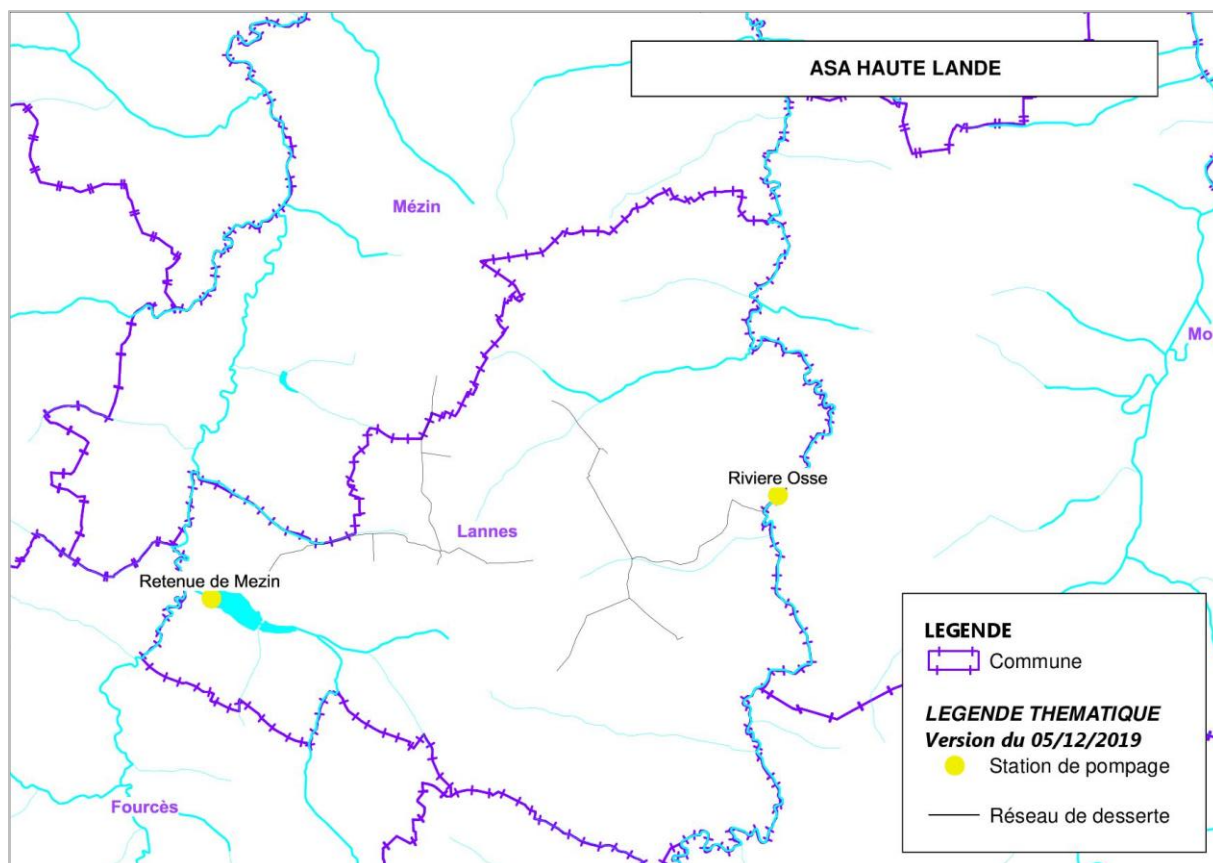 ASA HAUTE LANDE
Mézin
Mo
Riviere Osse
Lannes
Retenue de Mezin
Fourcès
LEGENDE
Commune
LEGENDE THEMATIQUE
Version du 05/12/2019
Station de pompage
Réseau de desserte